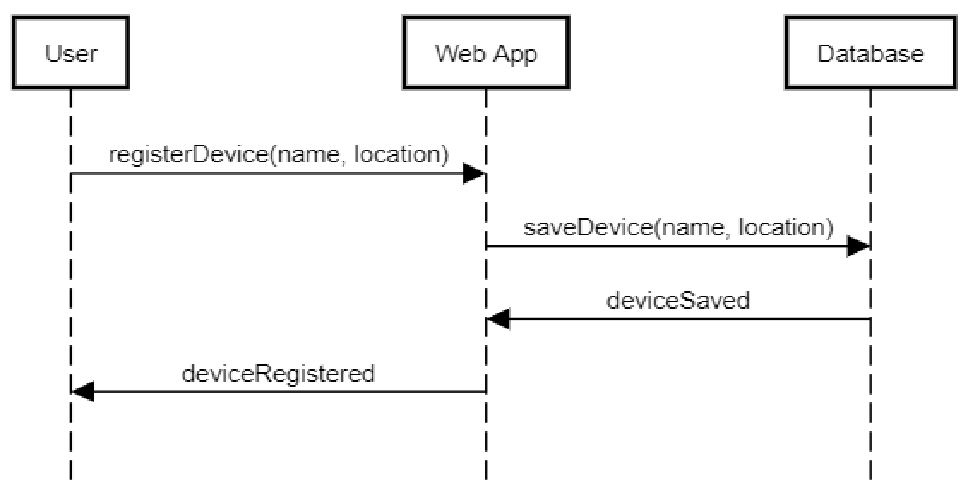 User
Web App
Database
registerDevice(name, location)
saveDevice(name, location)
deviceSaved
deviceRegistered